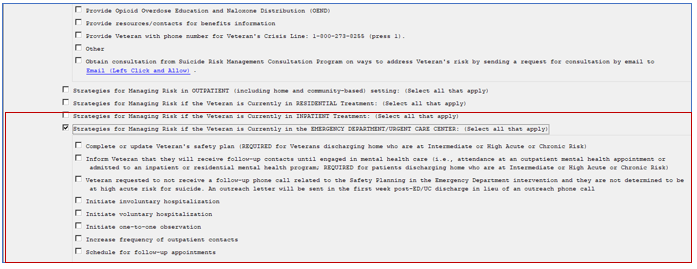 Provide Opioid Overdose Education and Naloxone Distribution (OEND)
Provide resources/contacts for benefits information
Provide Veteran with phone number for Veteran's Crisis Line: 1-800-273-8255 (press 1).
Other
Obtain consultation from Suicide Risk Management Consultation Program on ways to address Veteran's risk by sending a request for consultation by email to
Email (Left Click and Allow) .
Strategies for Managing Risk in OUTPATIENT (including home and community-based) setting: (Select all that apply)
Strategies for Managing Risk if the Veteran is Currently in RESIDENTIAL Treatment: (Select all that apply)
Strategies for Managing Risk if the Veteran is Currently in INPATIENT Treatment: (Select all that apply)
Strategies for Managing Risk if the Veteran is Currently in the EMERGENCY DEPARTMENT/URGENT CARE CENTER: (Select all that apply)
Complete or update Veteran's safety plan (REQUIRED for Veterans discharging home who are at Intermediate or High Acute or Chronic Risk)
Inform Veteran that they will receive follow-up contacts until engaged in mental health care (i.e., attendance at an outpatient mental health appointment or
admitted to an inpatient or residential mental health program; REQUIRED for patients discharging home who are at Intermediate or High Acute or Chronic Risk)
Veteran requested to not receive a follow-up phone call related to the Safety Planning in the Emergency Department intervention and they are not determined to be
at high acute risk for suicide. An outreach letter will be sent in the first week post-ED/UC discharge in lieu of an outreach phone call
Initiate involuntary hospitalization
Initiate voluntary hospitalization
Initiate one-to-one observation
Increase frequency of outpatient contacts
Schedule for follow-up appointments